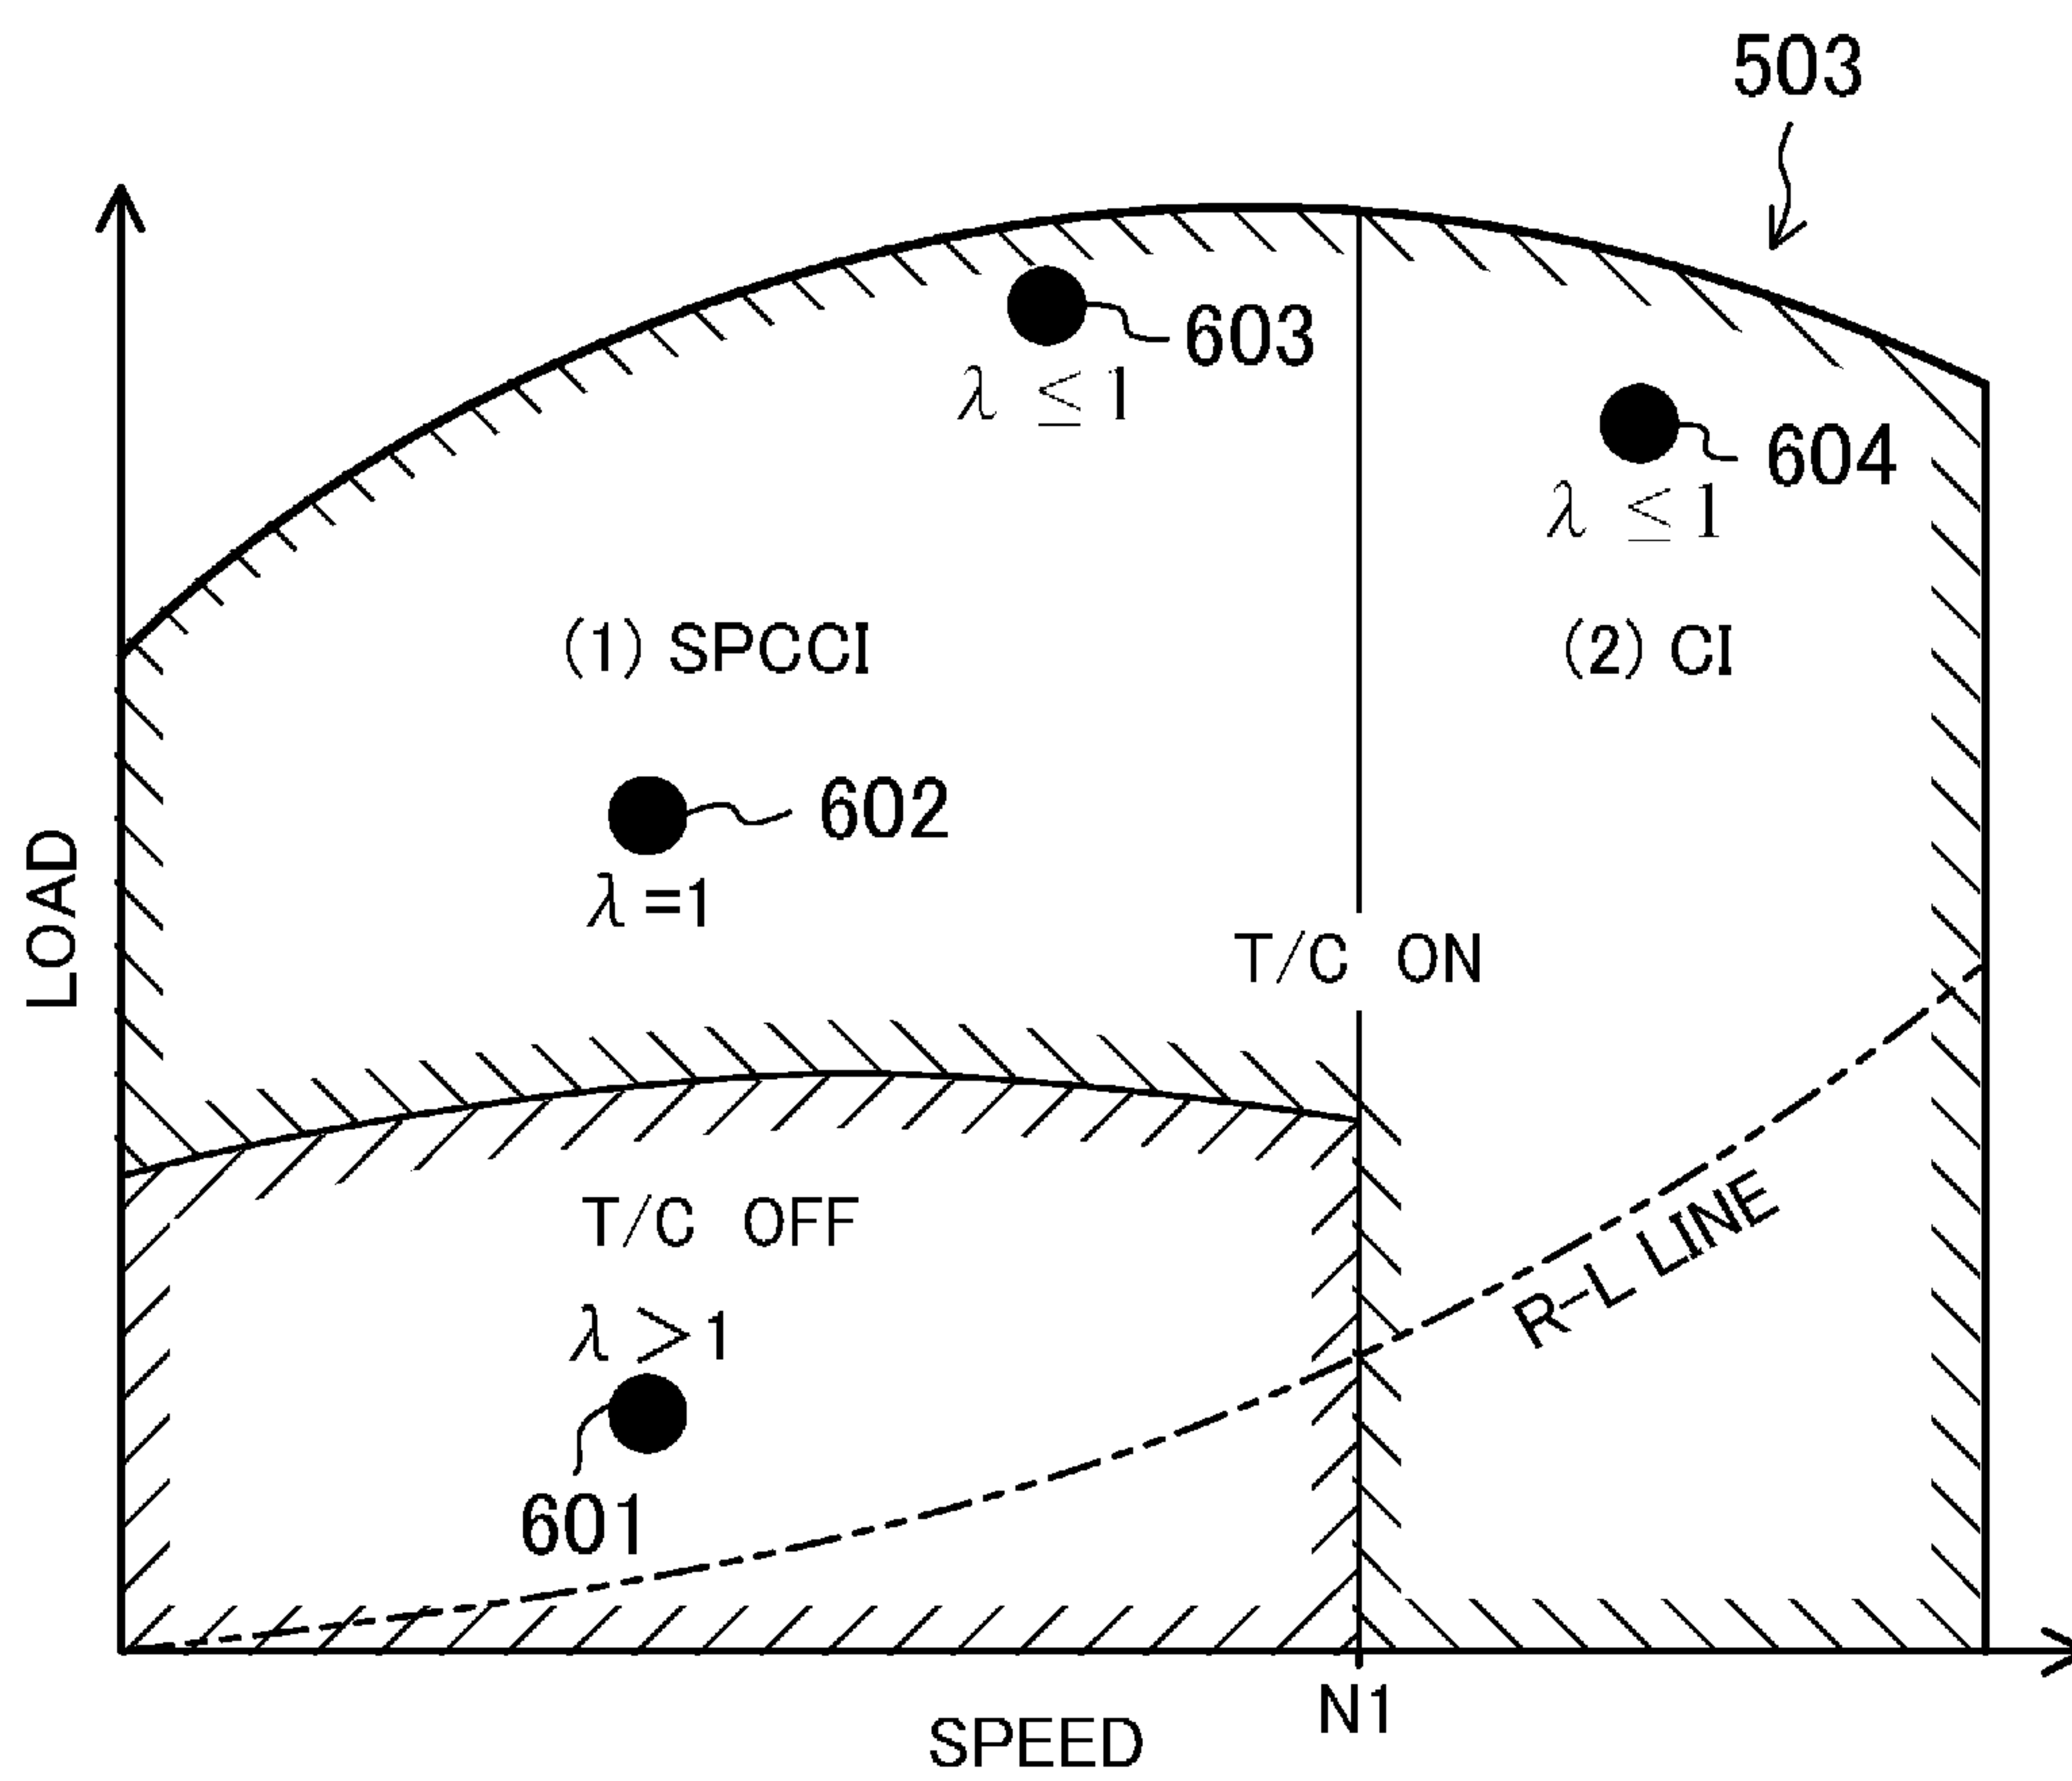 503
603
λ ≤ 1
604
λ ≤ 1
(1) SPCCI
(2) CI
602
λ =1
LOAD
T/C ON
T/C OFF
R-L LINE
λ >1
601
N1
SPEED